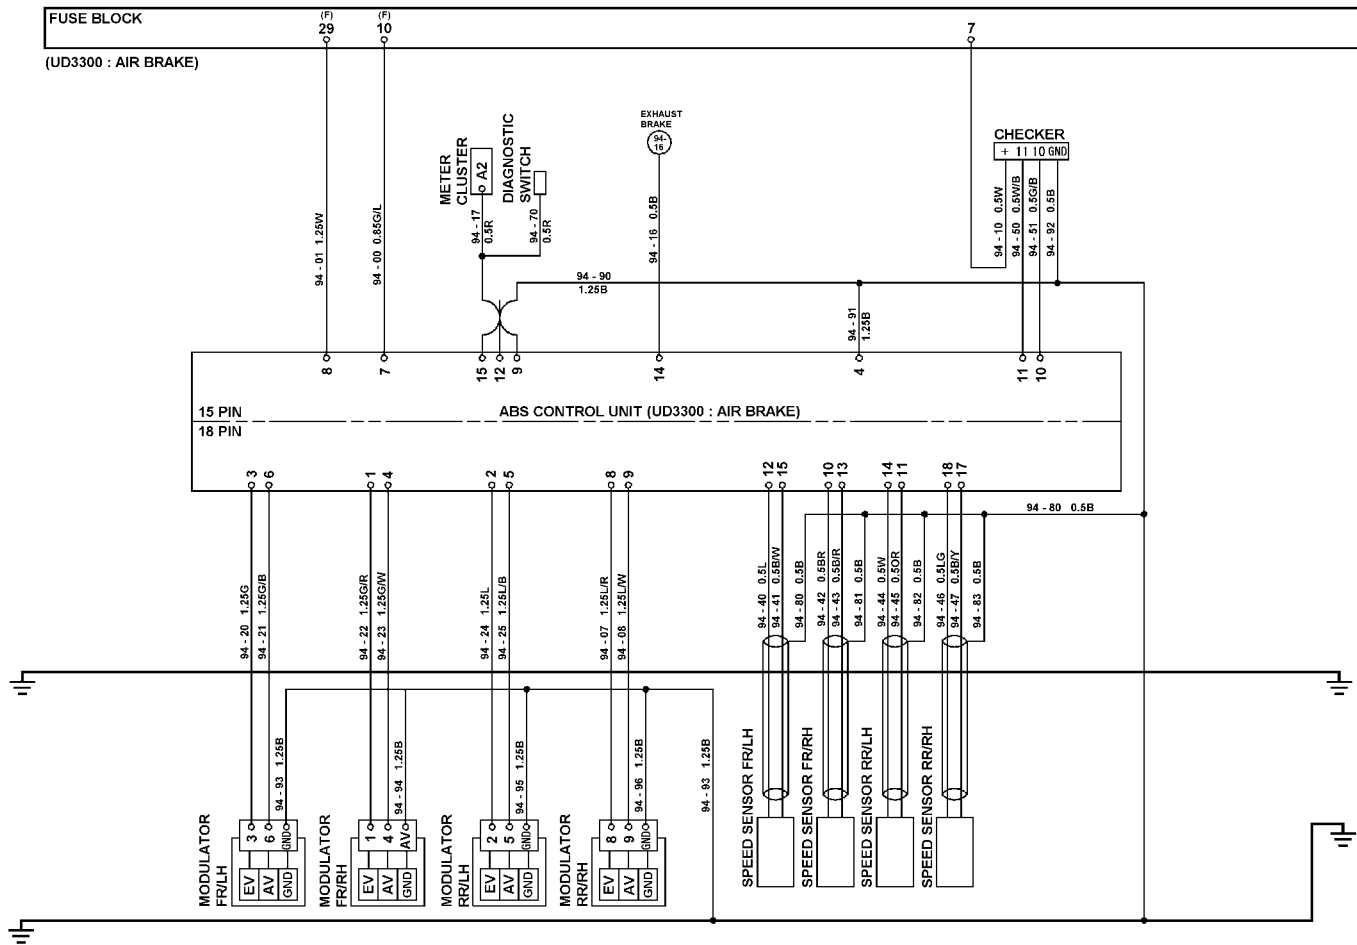 FUSE BLOCK
(F)
29
(F)
10
7
(UD3300 : AIR BRAKE)
METER CLUSTER
A2
DIAGNOSTIC SWITCH
EXHAUST
BRAKE
94-
16
CHECKER
+ 11 10 GND
94 - 01 1.25W
94 - 00 0.85G/L
94 - 17
0.5R
94 - 70
0.5R
94 - 16 0.5B
94 - 10 0.5W
94 - 50 0.5W/B
94 - 51 0.5G/B
94 - 92 0.5B
94 - 90
1.25B
94 - 91
1.25B
8
7
15
12
9
14
4
11
10
15 PIN
ABS CONTROL UNIT (UD3300 : AIR BRAKE)
18 PIN
3
6
1
4
2
5
8
9
12
15
10
13
14
11
18
17
94 - 80 0.5B
94 - 20 1.25G
94 - 21 1.25G/B
94 - 22 1.25G/R
94 - 23 1.25G/W
94 - 24 1.25L
94 - 25 1.25L/B
94 - 07 1.25L/R
94 - 08 1.25L/W
94 - 40 0.5L
94 - 41 0.5B/W
94 - 80 0.5B
94 - 42 0.5BR
94 - 43 0.5B/R
94 - 81 0.5B
94 - 44 0.5W
94 - 45 0.5OR
94 - 82 0.5B
94 - 46 0.5LG
94 - 47 0.5B/Y
94 - 83 0.5B
94 - 93 1.25B
94 - 94 1.25B
94 - 95 1.25B
94 - 96 1.25B
94 - 93 1.25B
MODULATOR
FR/LH
3
6
GND
EV
AV
GND
MODULATOR
FR/RH
1
4
AV
EV
AV
GND
MODULATOR
RR/LH
2
5
GND
EV
AV
GND
MODULATOR
RR/RH
8
9
GND
EV
AV
GND
SPEED SENSOR FR/LH
SPEED SENSOR FR/RH
SPEED SENSOR RR/LH
SPEED SENSOR RR/RH